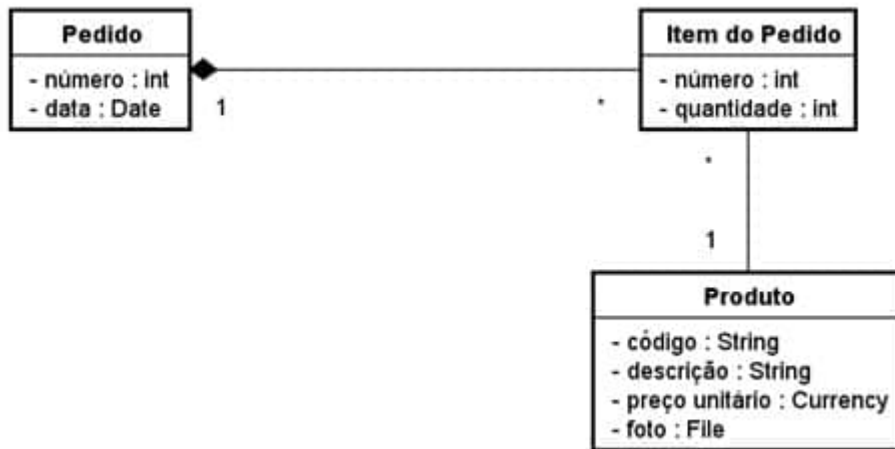 Pedido
- número : int
- data : Date
1
*
Item do Pedido
- número : int
- quantidade : int
*
1
Produto
- código : String
- descrição : String
- preço unitário : Currency
- foto : File